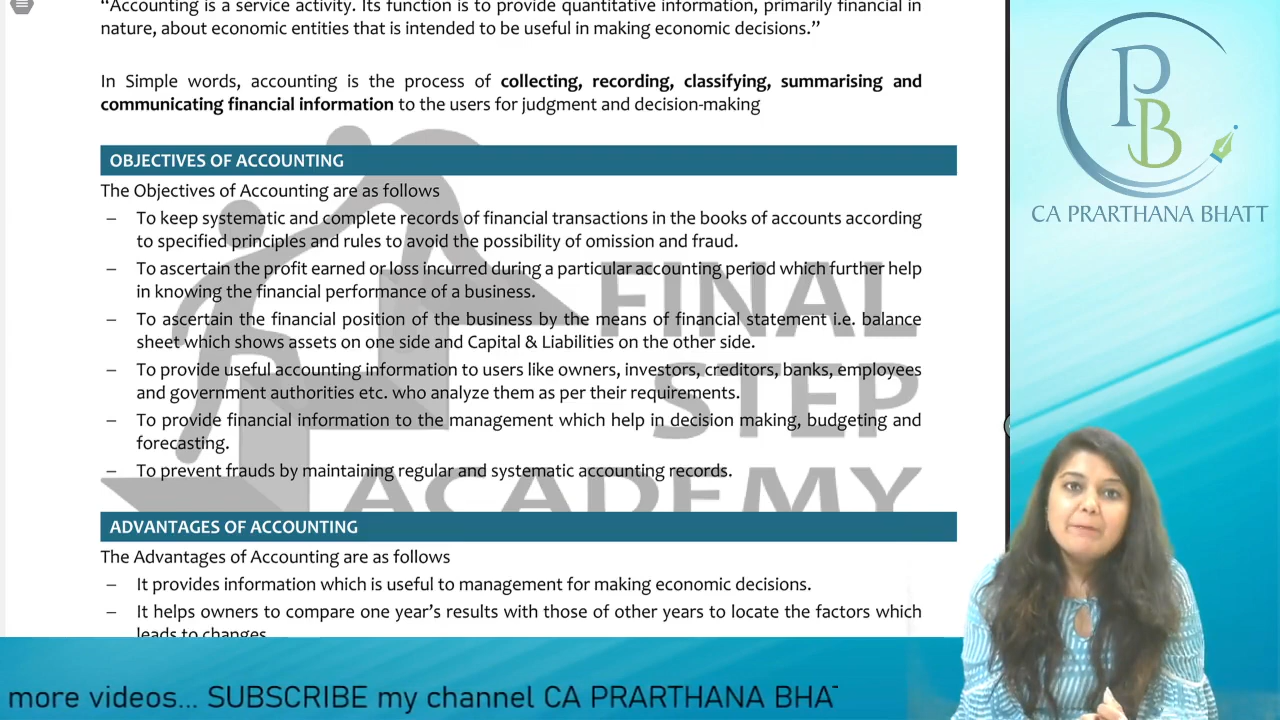 “Accounting is a service activity. Its function is to provide quantitative information, primarily financial in
nature, about economic entities that is intended to be useful in making economic decisions.”
In Simple words, accounting is the process of collecting, recording, classifying, summarising and
communicating financial information to the users for judgment and decision-making
OBJECTIVES OF ACCOUNTING
The Objectives of Accounting are as follows
– To keep systematic and complete records of financial transactions in the books of accounts according
to specified principles and rules to avoid the possibility of omission and fraud.
– To ascertain the profit earned or loss incurred during a particular accounting period which further help
in knowing the financial performance of a business.
– To ascertain the financial position of the business by the means of financial statement i.e. balance
sheet which shows assets on one side and Capital & Liabilities on the other side.
– To provide useful accounting information to users like owners, investors, creditors, banks, employees
and government authorities etc. who analyze them as per their requirements.
– To provide financial information to the management which help in decision making, budgeting and
forecasting.
– To prevent frauds by maintaining regular and systematic accounting records.
ADVANTAGES OF ACCOUNTING
The Advantages of Accounting are as follows
– It provides information which is useful to management for making economic decisions.
– It helps owners to compare one year’s results with those of other years to locate the factors which
leads to changes
FINAL
STEP
ACADEMY
PB
CA PRARTHANA BHATT
more videos... SUBSCRIBE my channel CA PRARTHANA BHAT